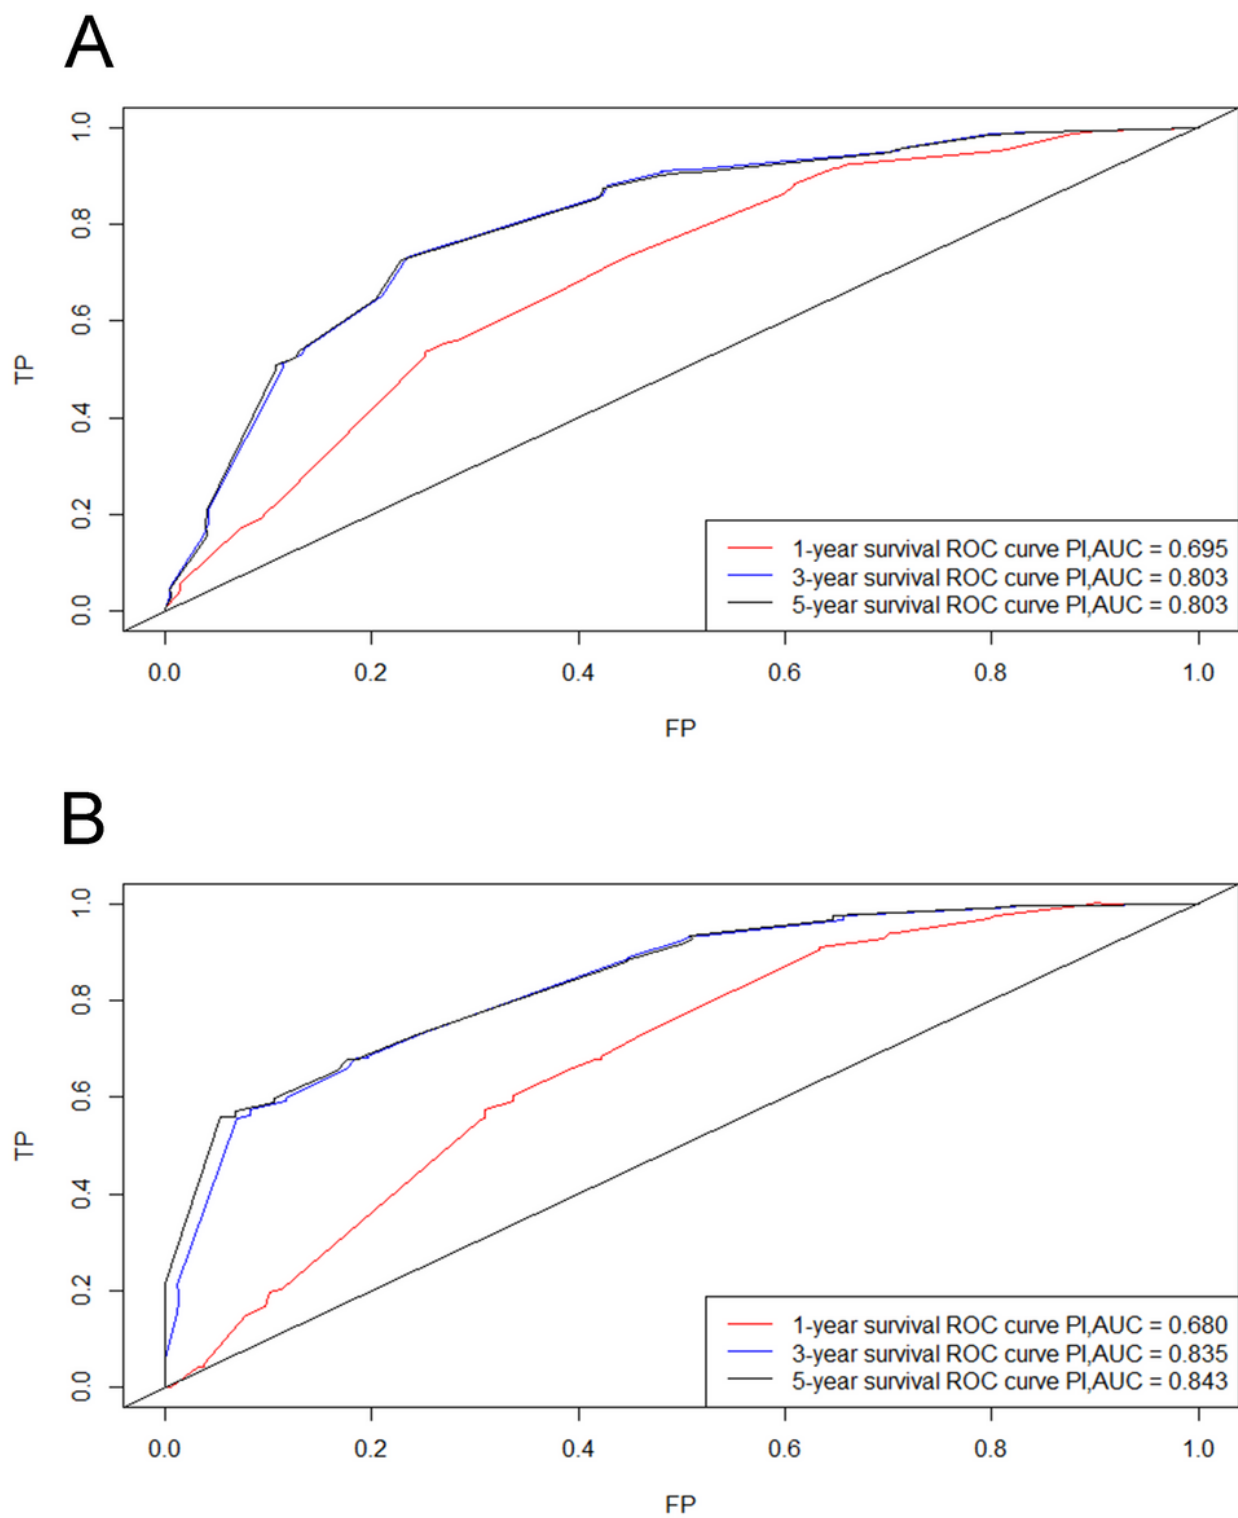 A
1.0
0.8
0.6
0.4
0.2
0.0
TP
1-year survival ROC curve PI,AUC = 0.695
3-year survival ROC curve PI,AUC = 0.803
5-year survival ROC curve PI,AUC = 0.803
0.0 0.2 0.4 0.6 0.8 1.0
FP
B
1.0
0.8
0.6
0.4
0.2
0.0
TP
1-year survival ROC curve PI,AUC = 0.680
3-year survival ROC curve PI,AUC = 0.835
5-year survival ROC curve PI,AUC = 0.843
0.0 0.2 0.4 0.6 0.8 1.0
FP